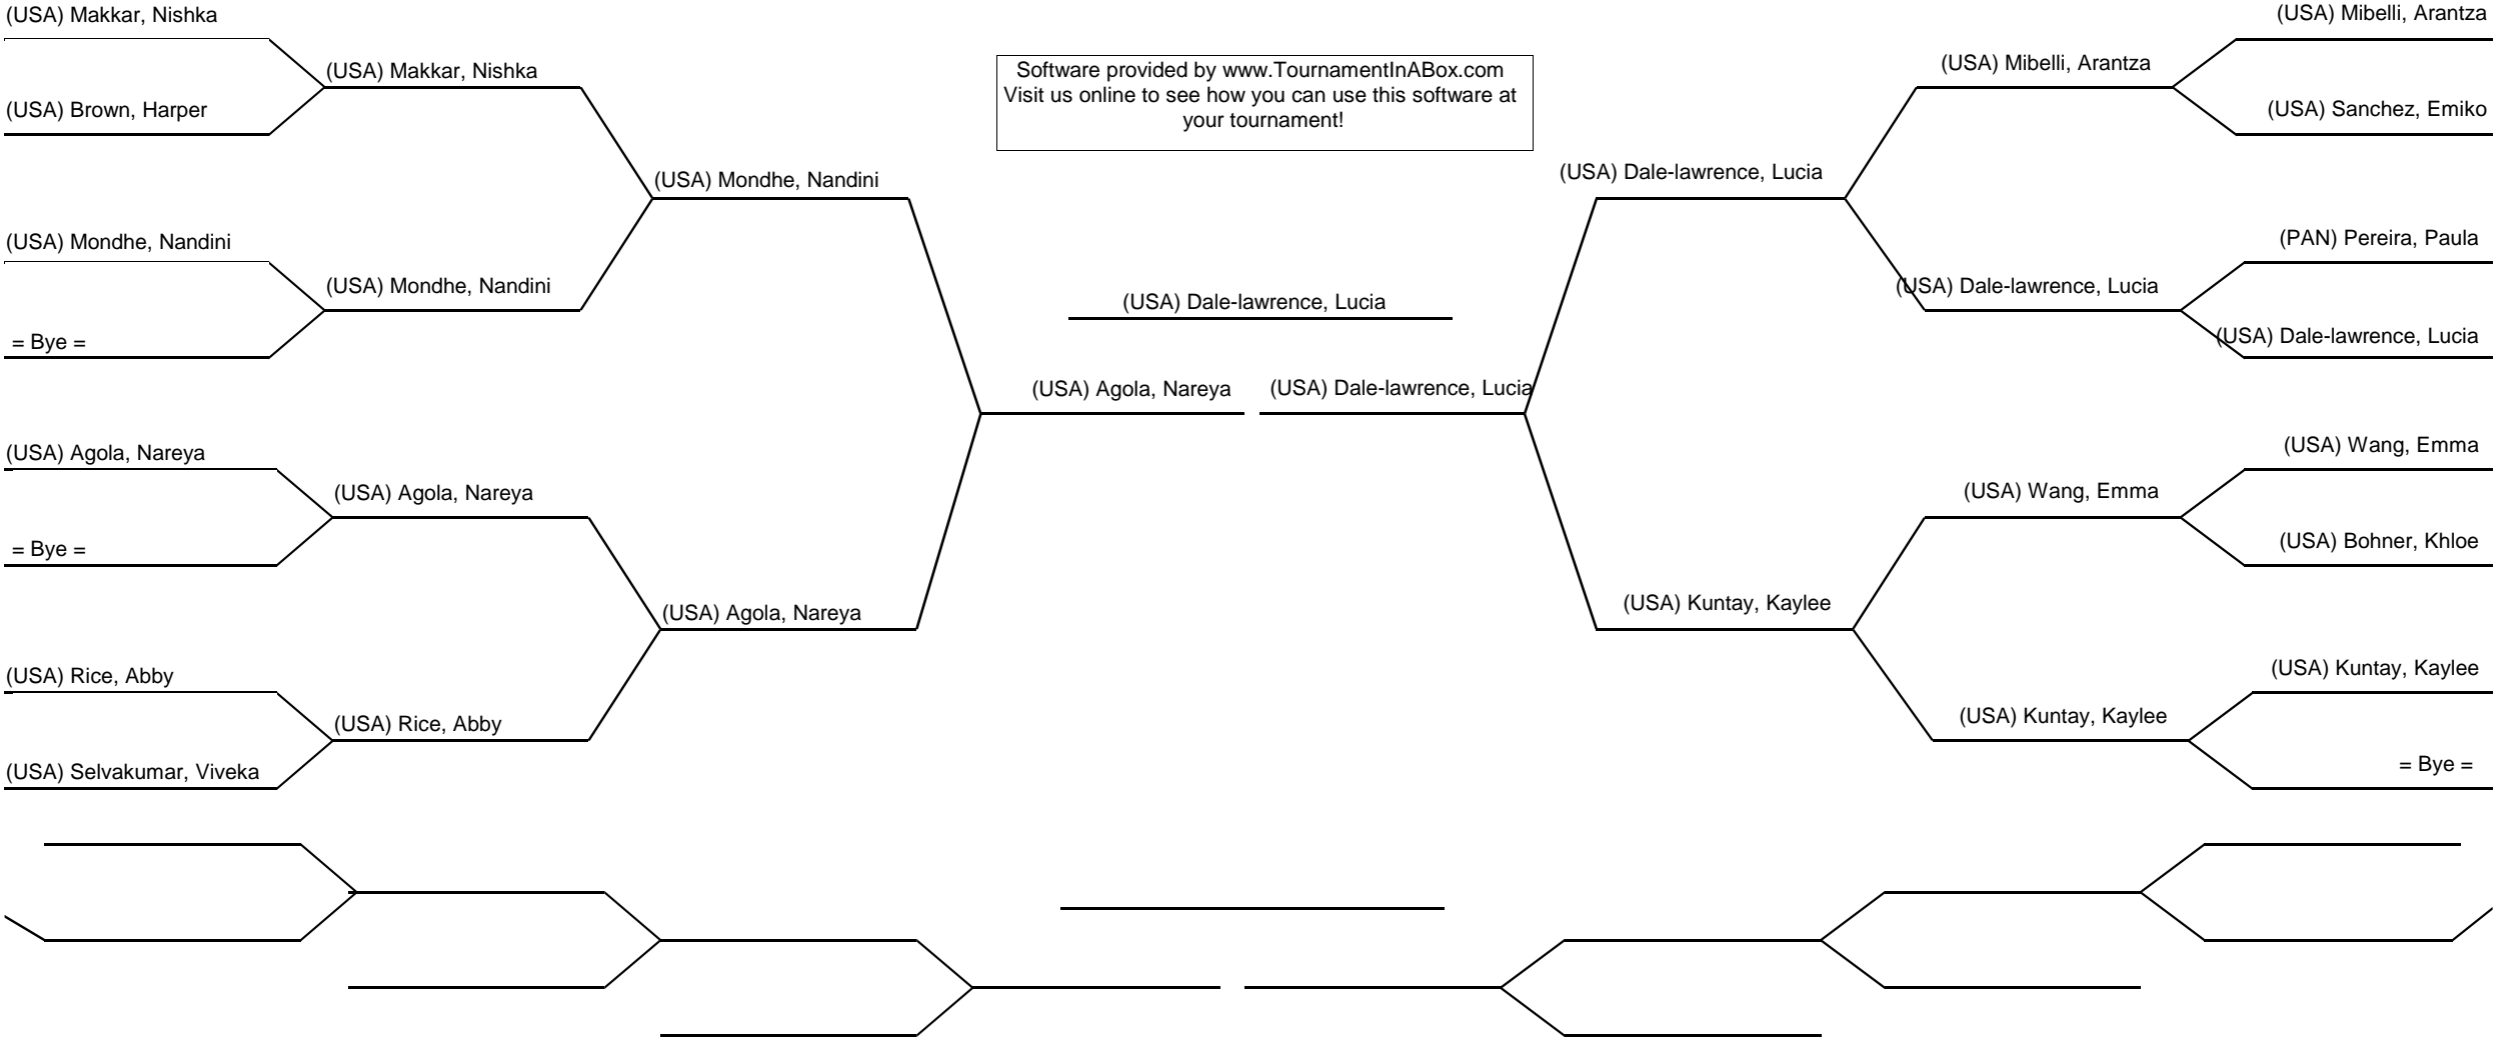 (USA) Makkar, Nishka
(USA) Brown, Harper
(USA) Mondhe, Nandini
= Bye =
(USA) Agola, Nareya
= Bye =
(USA) Rice, Abby
(USA) Selvakumar, Viveka
(USA) Makkar, Nishka
(USA) Mondhe, Nandini
(USA) Agola, Nareya
(USA) Rice, Abby
(USA) Mondhe, Nandini
(USA) Agola, Nareya
Software provided by www.TournamentInABox.com
Visit us online to see how you can use this software at
your tournament!
(USA) Dale-lawrence, Lucia
(USA) Agola, Nareya
(USA) Dale-lawrence, Lucia
(USA) Dale-lawrence, Lucia
(USA) Kuntay, Kaylee
(USA) Mibelli, Arantza
(USA) Dale-lawrence, Lucia
(USA) Wang, Emma
(USA) Kuntay, Kaylee
(USA) Mibelli, Arantza
(USA) Sanchez, Emiko
(PAN) Pereira, Paula
(USA) Dale-lawrence, Lucia
(USA) Wang, Emma
(USA) Bohner, Khloe
(USA) Kuntay, Kaylee
= Bye =